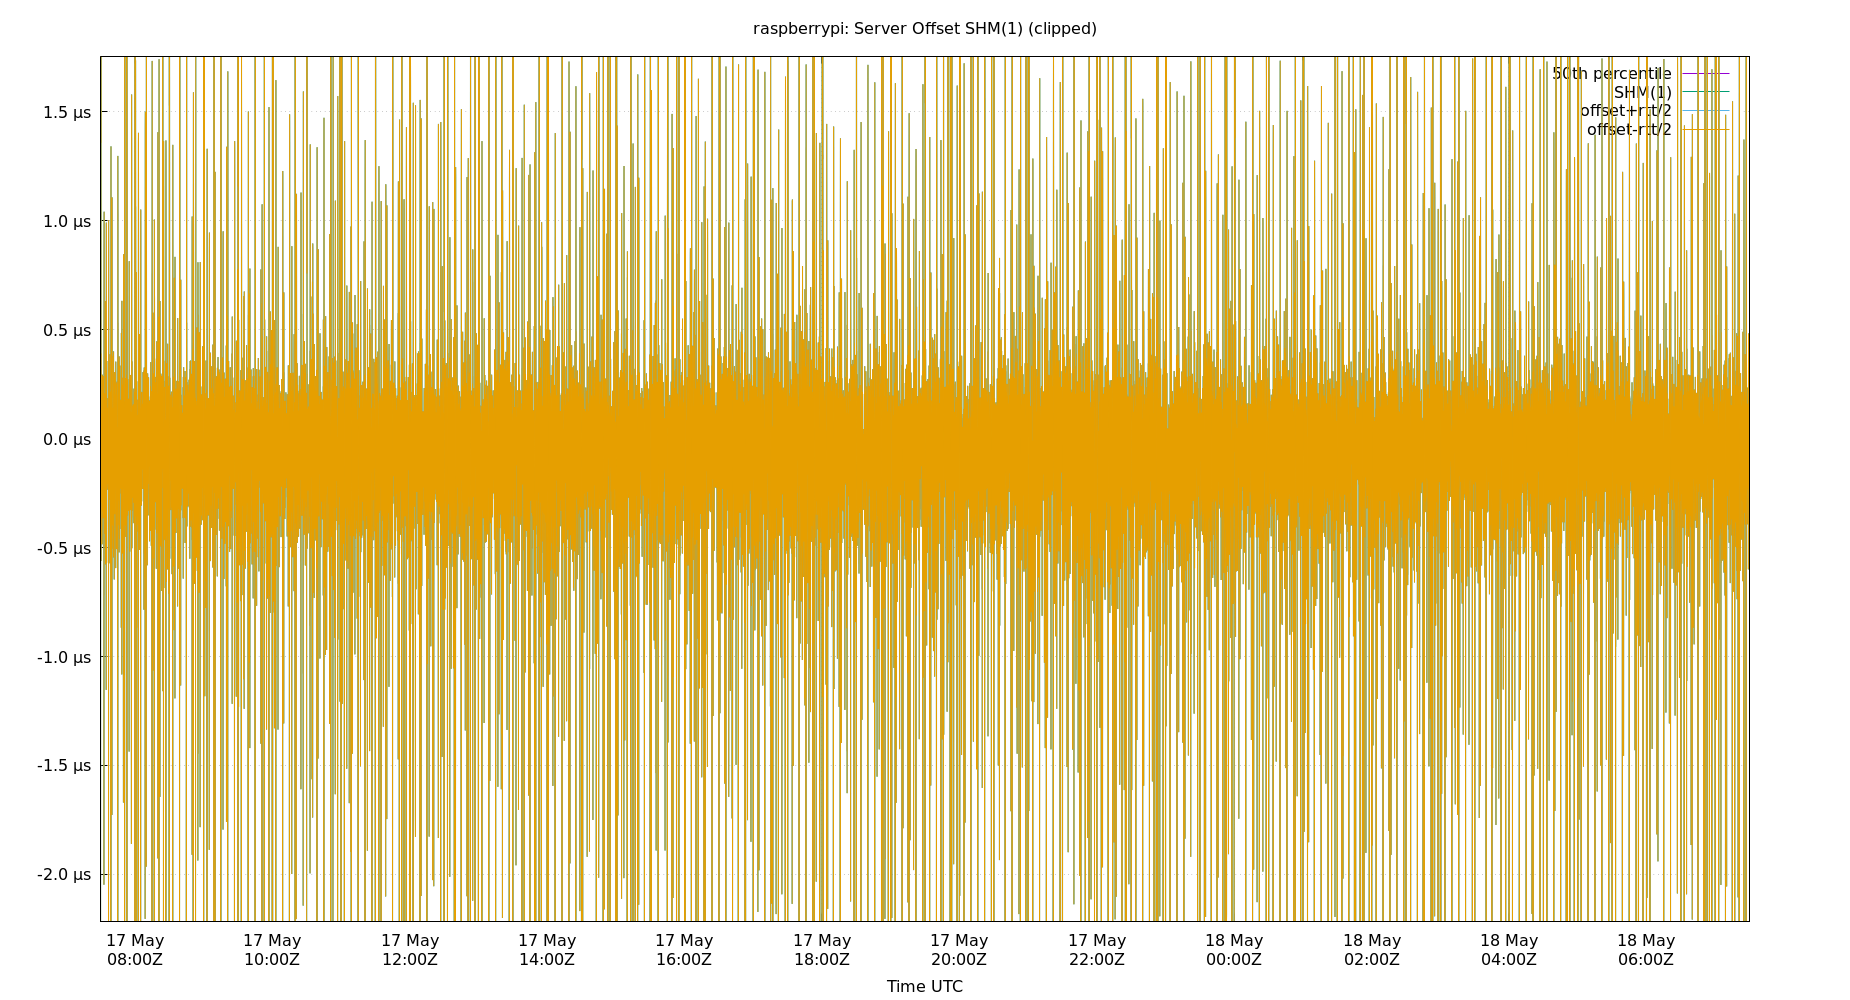 raspberrypi: Server Offset SHM(1) (clipped)
50th percentile
SHM(1)
offset+rtt/2
offset-rtt/2
1.5 µs
1.0 µs
0.5 µs
0.0 µs
-0.5 µs
-1.0 µs
-1.5 µs
-2.0 µs
17 May 17 May 17 May 17 May 17 May 17 May 17 May 17 May 18 May 18 May 18 May 18 May
08:00Z 10:00Z 12:00Z 14:00Z 16:00Z 18:00Z 20:00Z 22:00Z 00:00Z 02:00Z 04:00Z 06:00Z
Time UTC